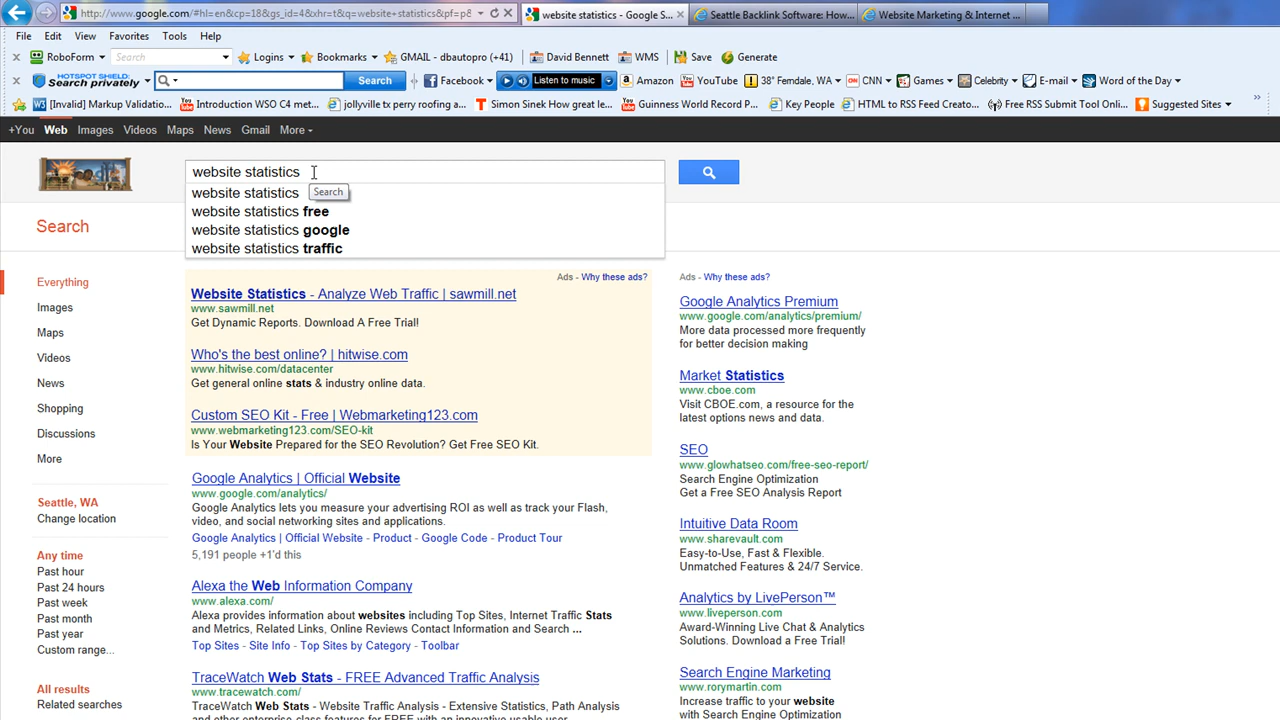 http://www.google.com/#hl=en&cp=18&gs_id=4&xhr=t&q=website+statistics&pf=p&
website statistics - Google S...
Seattle Backlink Software: How...
Website Marketing & Internet ...
File Edit View Favorites Tools Help
RoboForm Search Logins Bookmarks GMAIL - dbautopro (+41) David Bennett WMS Save Generate
HOTSPOT SHIELD: Search privately Search Facebook Listen to music Amazon YouTube 38° Ferndale, WA CNN Games Celebrity E-mail Word of the Day
[Invalid] Markup Validatio... Introduction WSO C4 met... jollyville tx perry roofing a... Simon Sinek How great le... Guinness World Record P... Key People HTML to RSS Feed Creato... Free RSS Submit Tool Onli... Suggested Sites
+You Web Images Videos Maps News Gmail More
website statistics
website statistics
Search
website statistics free
website statistics google
website statistics traffic
Search
Everything
Images
Maps
Videos
News
Shopping
Discussions
More
Seattle, WA
Change location
Any time
Past hour
Past 24 hours
Past week
Past month
Past year
Custom range...
All results
Related searches
Ads - Why these ads?
Website Statistics - Analyze Web Traffic | sawmill.net
www.sawmill.net
Get Dynamic Reports. Download A Free Trial!
Who's the best online? | hitwise.com
www.hitwise.com/datacenter
Get general online stats & industry online data.
Custom SEO Kit - Free | Webmarketing123.com
www.webmarketing123.com/SEO-kit
Is Your Website Prepared for the SEO Revolution? Get Free SEO Kit.
Google Analytics | Official Website
www.google.com/analytics/
Google Analytics lets you measure your advertising ROI as well as track your Flash,
video, and social networking sites and applications.
Google Analytics | Official Website - Product - Google Code - Product Tour
5,191 people +1'd this
Alexa the Web Information Company
www.alexa.com/
Alexa provides information about websites including Top Sites, Internet Traffic Stats
and Metrics, Related Links, Online Reviews Contact Information and Search ...
Top Sites - Site Info - Top Sites by Category - Toolbar
TraceWatch Web Stats - FREE Advanced Traffic Analysis
www.tracewatch.com/
TraceWatch Web Stats - Website Traffic Analysis - Extensive Statistics, Path Analysis
and other enterprise class features for FREE with an innovative usable user
Ads - Why these ads?
Google Analytics Premium
www.google.com/analytics/premium/
More data processed more frequently
for better decision making
Market Statistics
www.cboe.com
Visit CBOE.com, a resource for the
latest options news and data.
SEO
www.glowhatseo.com/free-seo-report/
Search Engine Optimization
Get a Free SEO Analysis Report
Intuitive Data Room
www.sharevault.com
Easy-to-Use, Fast & Flexible.
Unmatched Features & 24/7 Service.
Analytics by LivePerson™
www.liveperson.com
Award-Winning Live Chat & Analytics
Solutions. Download a Free Trial!
Search Engine Marketing
www.rorymartin.com
Increase traffic to your website
with Search Engine Optimization